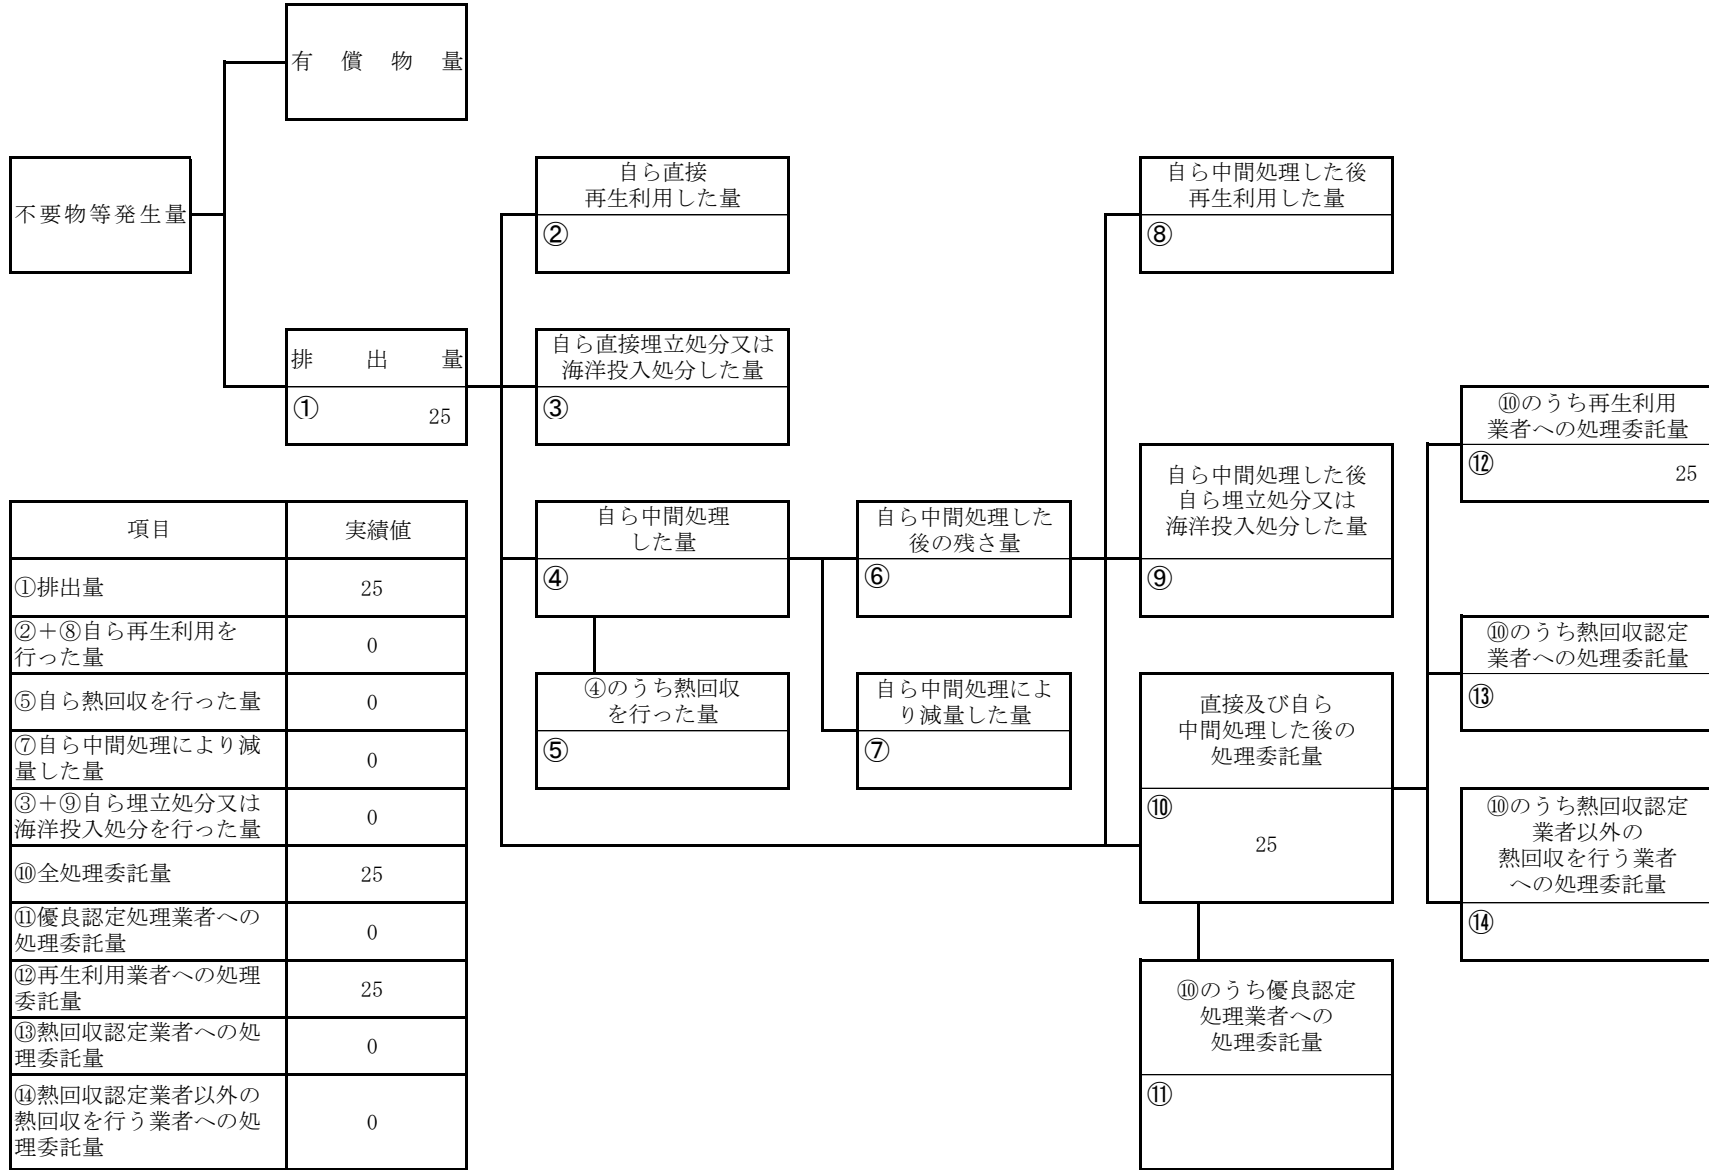 有償物量
不要物等発生量
排出量
①
25
自ら直接
再生利用した量
②
自ら直接埋立処分又は
海洋投入処分した量
③
自ら中間処理
した量
④
④のうち熱回収
を行った量
⑤
自ら中間処理した
後の残さ量
⑥
自ら中間処理によ
り減量した量
⑦
自ら中間処理した後
再生利用した量
⑧
自ら中間処理した後
自ら埋立処分又は
海洋投入処分した量
⑨
直接及び自ら
中間処理した後の
処理委託量
⑩
25
⑩のうち優良認定
処理業者への
処理委託量
⑪
⑩のうち再生利用
業者への処理委託量
⑫
25
⑩のうち熱回収認定
業者への処理委託量
⑬
⑩のうち熱回収認定
業者以外の
熱回収を行う業者
への処理委託量
⑭
項目 実績値
①排出量 25
②+⑧自ら再生利用を
行った量 0
⑤自ら熱回収を行った量 0
⑦自ら中間処理により減
量した量 0
③+⑨自ら埋立処分又は
海洋投入処分を行った量 0
⑩全処理委託量 25
⑪優良認定処理業者への
処理委託量 0
⑫再生利用業者への処理
委託量 25
⑬熱回収認定業者への処
理委託量 0
⑭熱回収認定業者以外の
熱回収を行う業者への処
理委託量 0